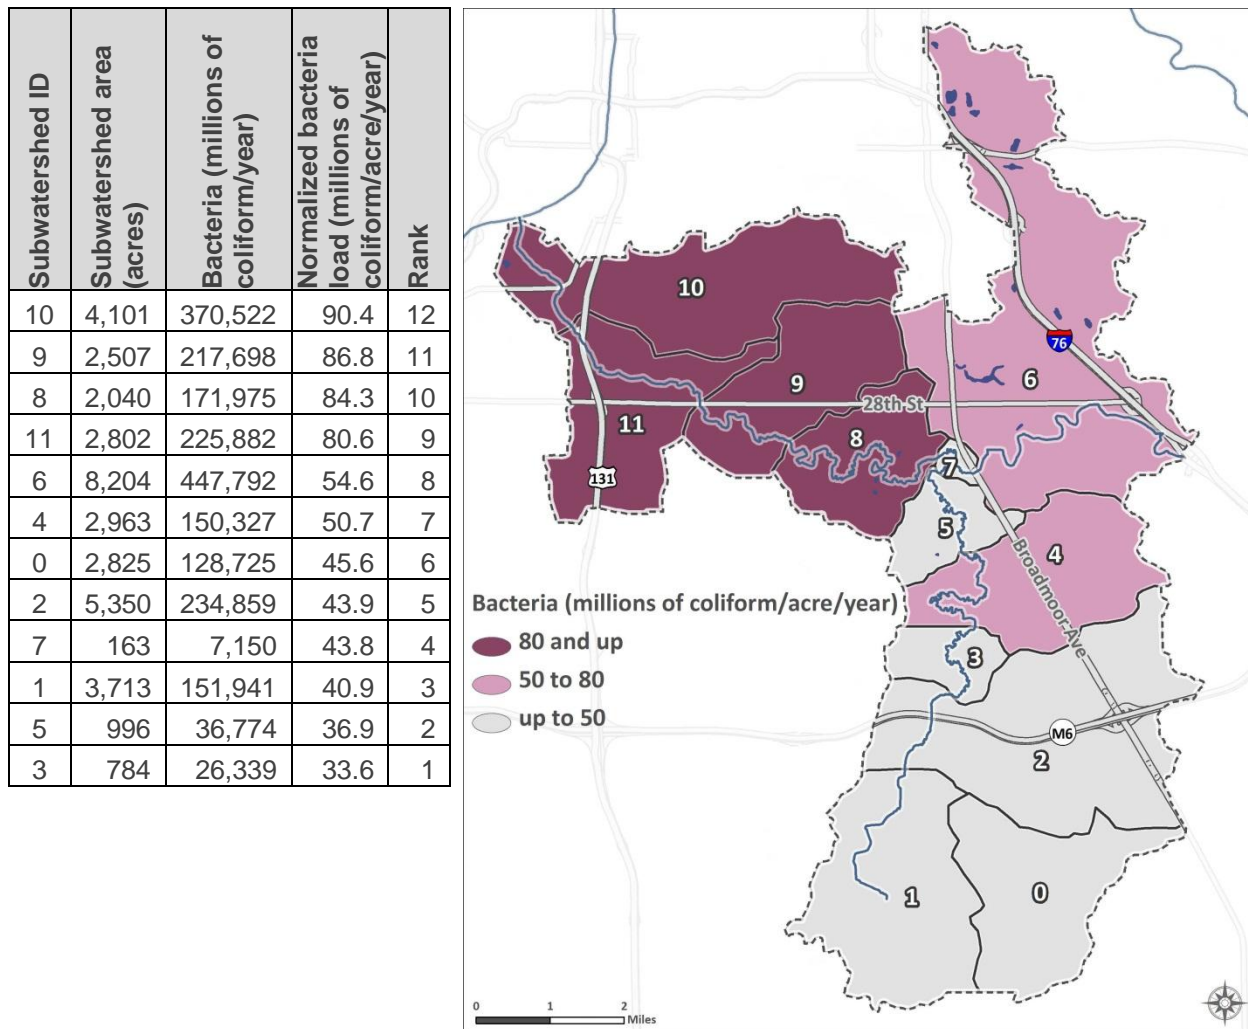 Subwatershed ID
Subwatershed area
(acres)
Bacteria (millions of
coliform/year)
Normalized bacteria
load (millions of
coliform/acre/year)
Rank
10 4,101 370,522 90.4 12
9 2,507 217,698 86.8 11
8 2,040 171,975 84.3 10
11 2,802 225,882 80.6 9
6 8,204 447,792 54.6 8
4 2,963 150,327 50.7 7
0 2,825 128,725 45.6 6
2 5,350 234,859 43.9 5
7 163 7,150 43.8 4
1 3,713 151,941 40.9 3
5 996 36,774 36.9 2
3 784 26,339 33.6 1
10
76
9
6
28th St
11
8
7
131
5
4
Broadmoor-Ave
3
M6
2
1
0
Bacteria (millions of coliform/acre/year)
80 and up
50 to 80
up to 50
0 1 2
Miles